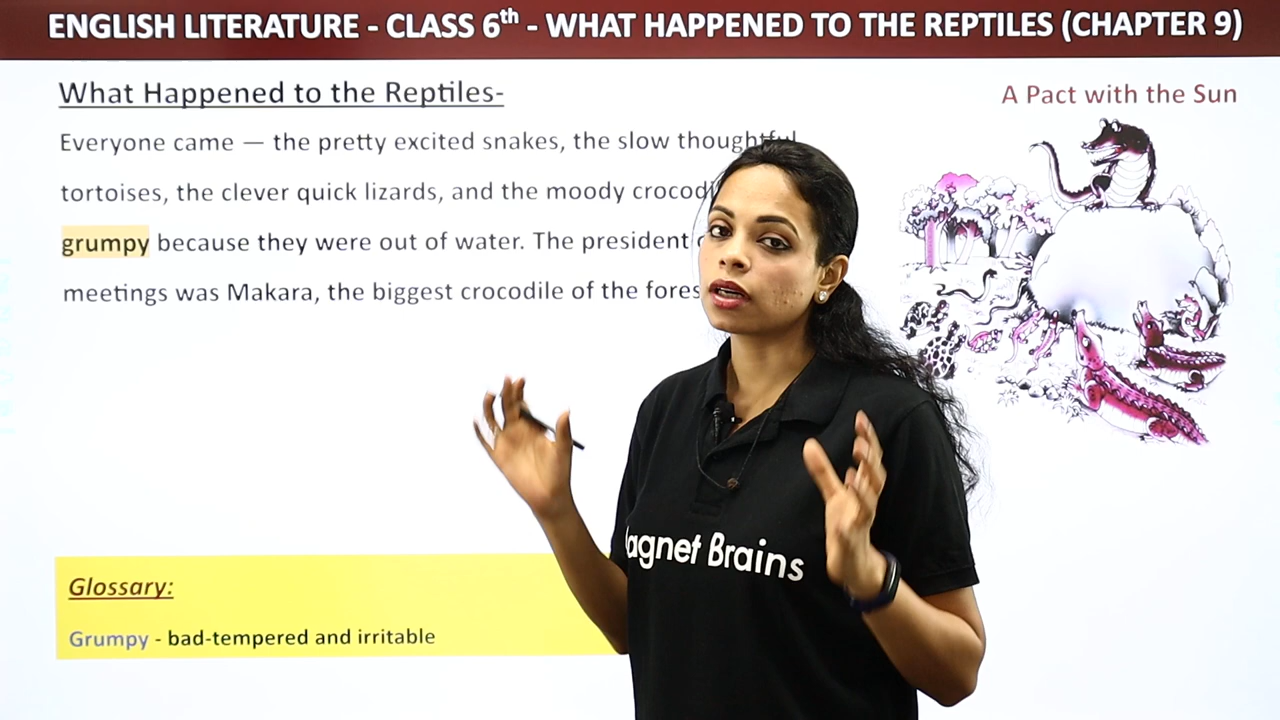 ENGLISH LITERATURE - CLASS 6th - WHAT HAPPENED TO THE REPTILES (CHAPTER 9)
What Happened to the Reptiles-
A Pact with the Sun
Everyone came — the pretty excited snakes, the slow thoughtful
tortoises, the clever quick lizards, and the moody
grumpy because they were out of water. The president
meetings was Makara, the biggest crocodile of the
Glossary:
Grumpy - bad-tempered and irritable
Brains